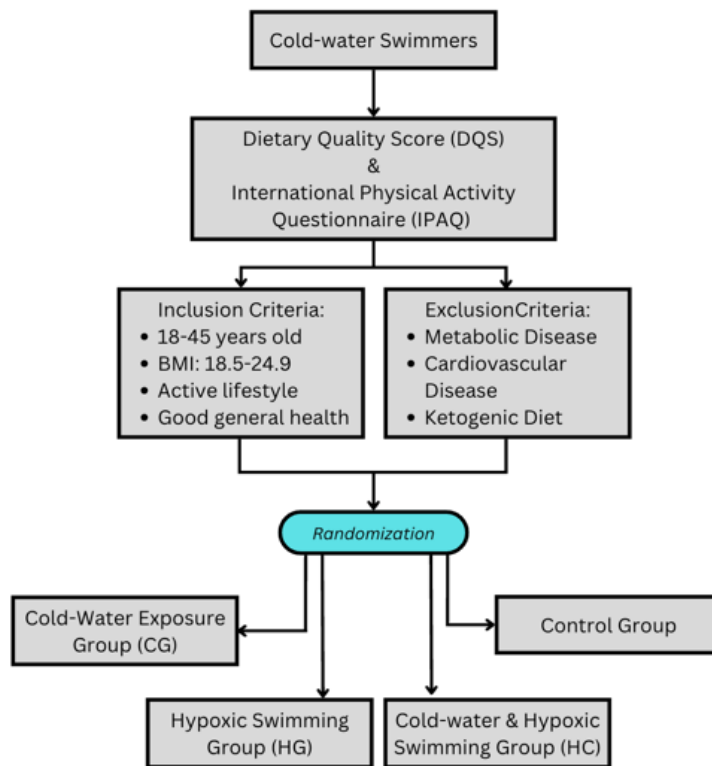 Cold-water Swimmers
Dietary Quality Score (DQS)
&
International Physical Activity
Questionnaire (IPAQ)
Inclusion Criteria:
• 18-45 years old
• BMI: 18.5-24.9
• Active lifestyle
• Good general health
ExclusionCriteria:
• Metabolic Disease
• Cardiovascular
Disease
• Ketogenic Diet
Randomization
Cold-Water Exposure
Group (CG)
Control Group
Hypoxic Swimming
Group (HG)
Cold-water & Hypoxic
Swimming Group (HC)